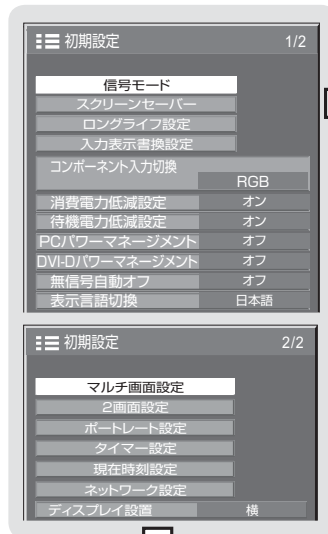 初期設定 1/2
信号モード
スクリーンセーバー
ロングライフ設定
入力表示書換設定
コンポーネント入力切換
RGB
消費電力低減設定 オン
待機電力低減設定 オン
PCパワーマネージメント オフ
DVI-Dパワーマネージメント オフ
無信号自動オフ オフ
表示言語切換 日本語
初期設定 2/2
マルチ画面設定
2画面設定
ポートレート設定
タイマー設定
現在時刻設定
ネットワーク設定
ディスプレイ設置 横